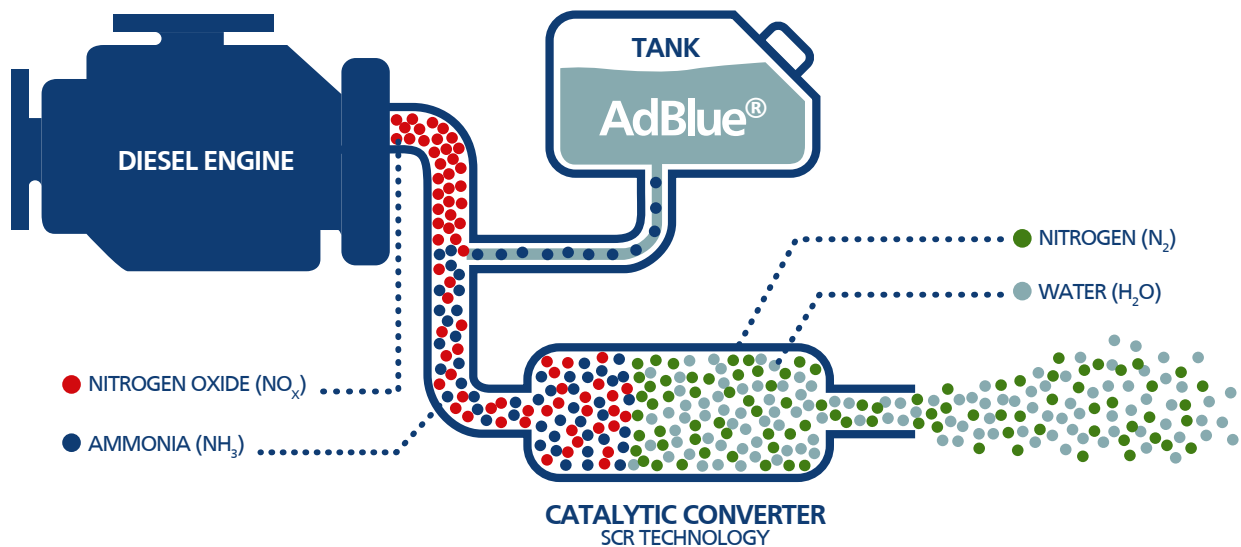 TANK
AdBlue®
DIESEL ENGINE
NITROGEN (N₂)
WATER (H₂O)
NITROGEN OXIDE (NOₓ)
AMMONIA (NH₃)
CATALYTIC CONVERTER
SCR TECHNOLOGY